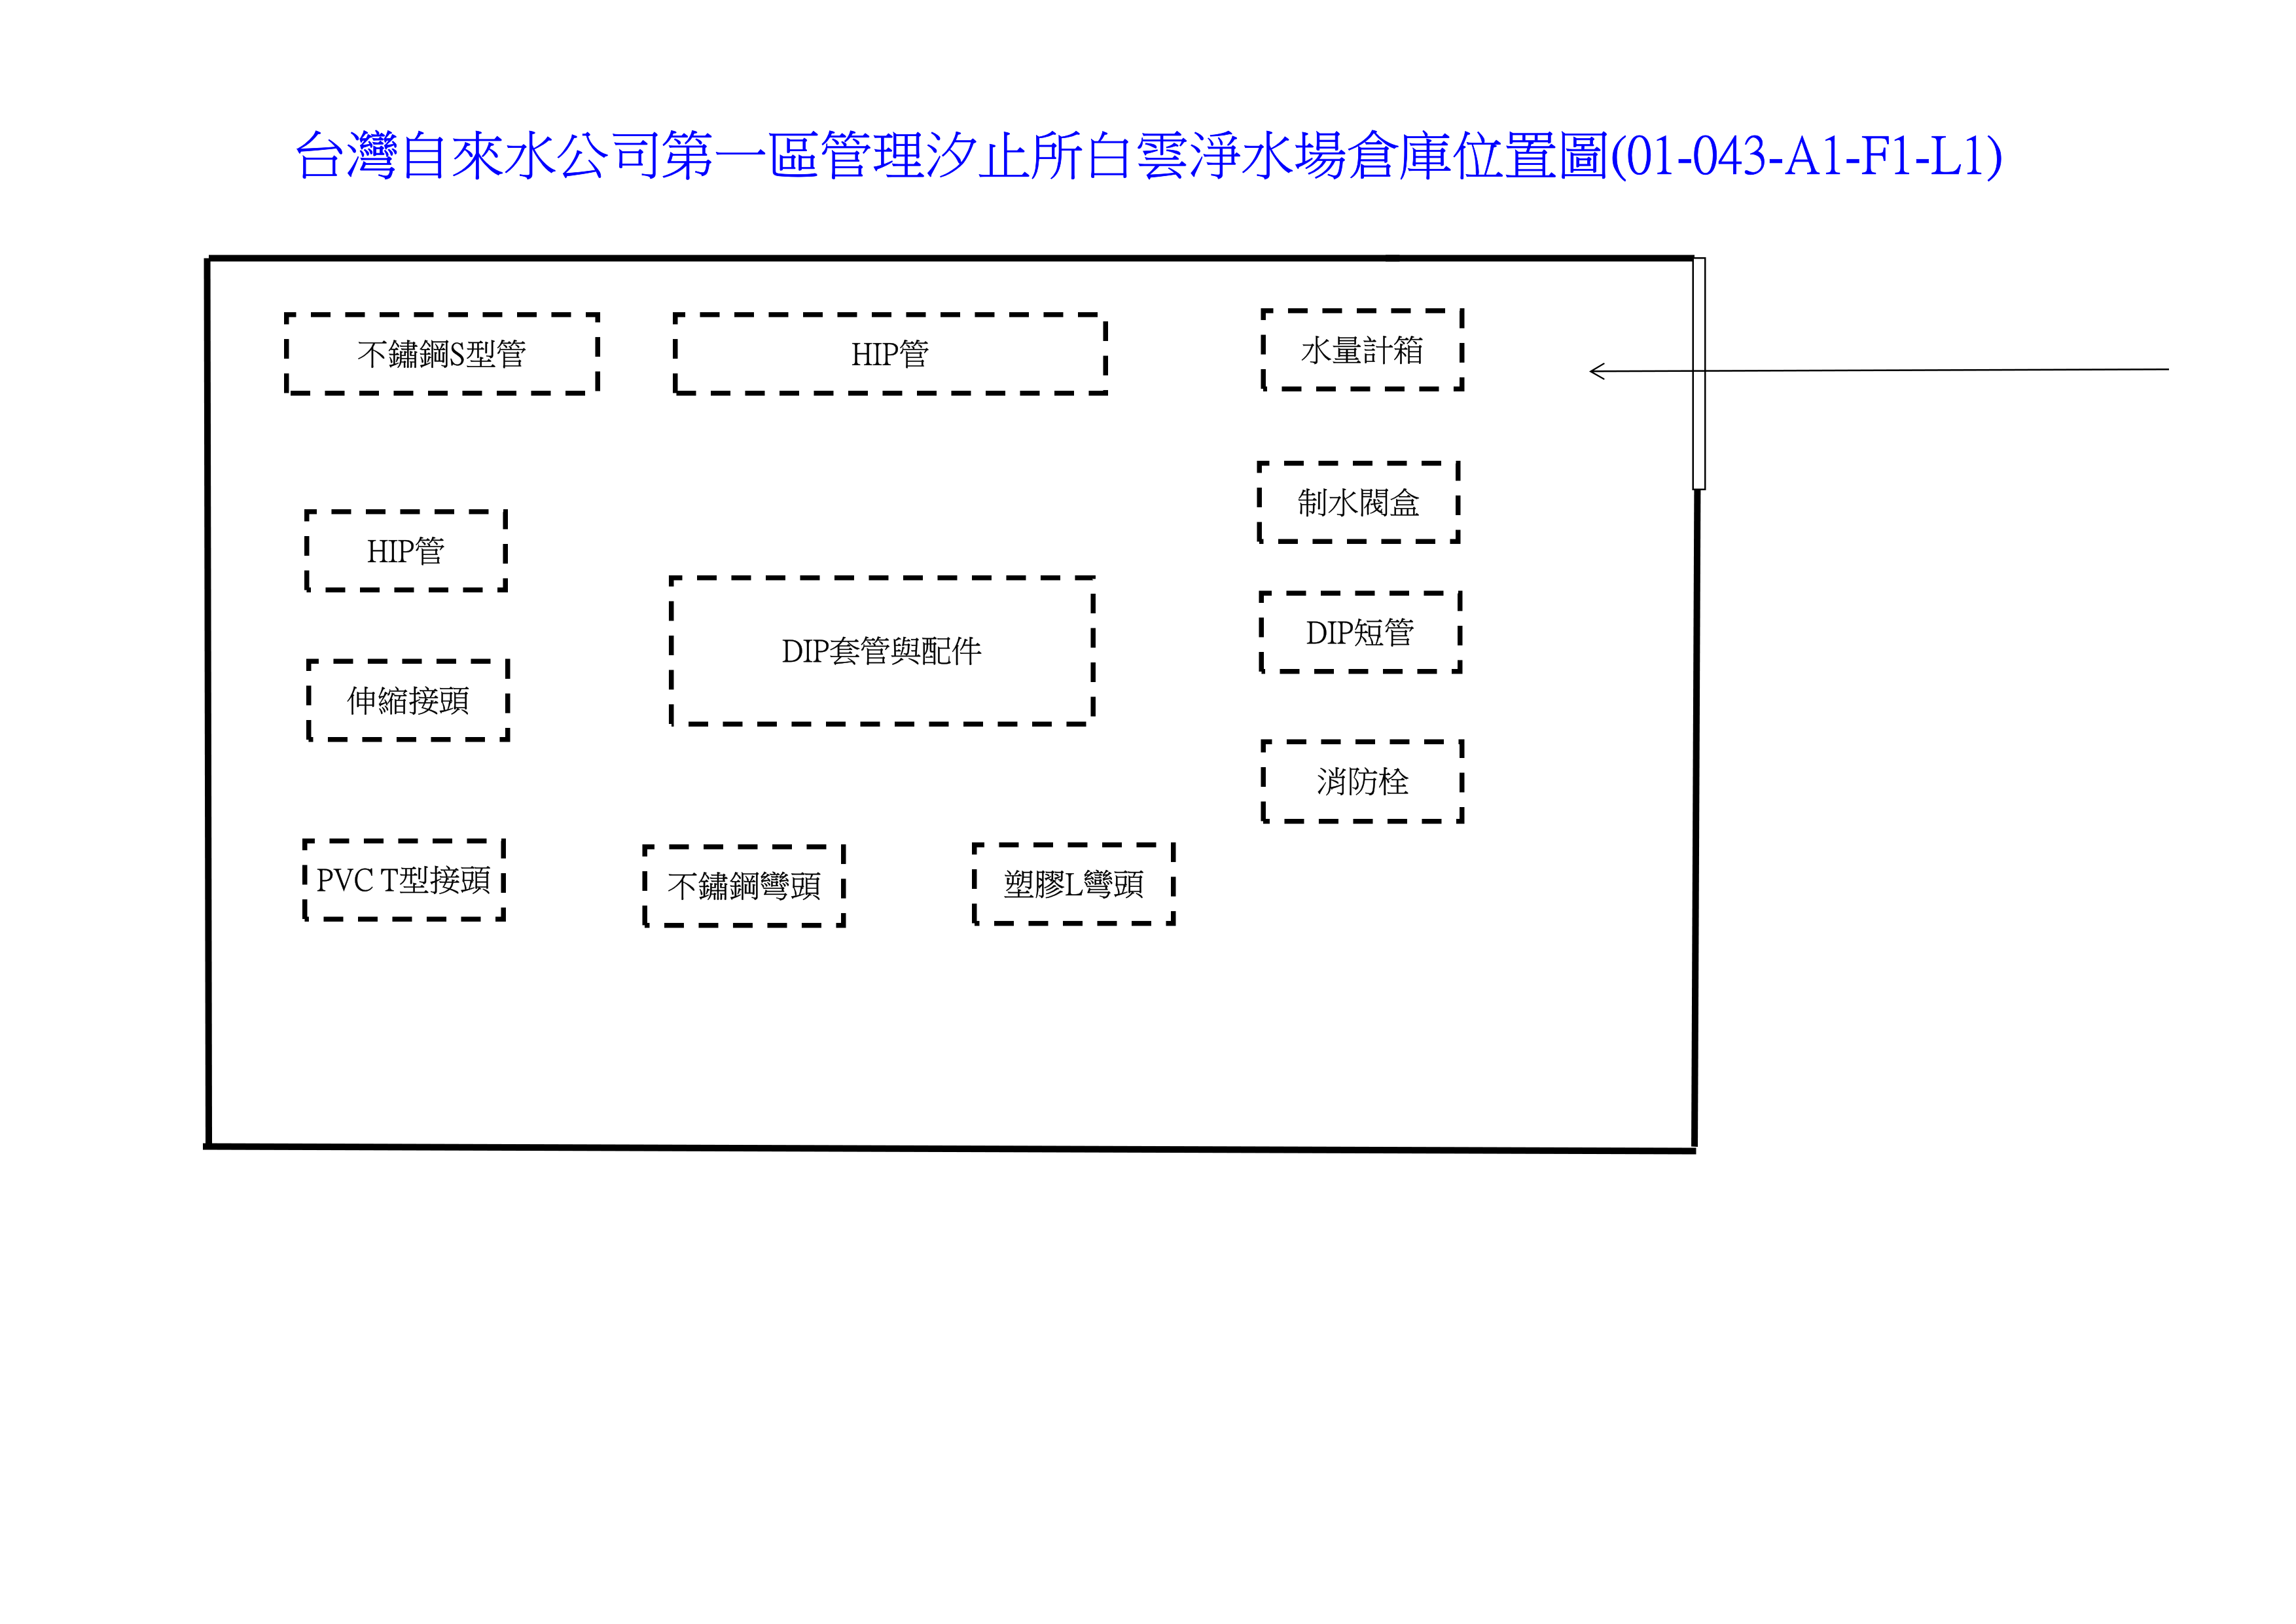 台灣自來水公司第一區管理汐止所白雲淨水場倉庫位置圖(01-043-A1-F1-L1)
不鏽鋼S型管
HIP管
水量計箱
制水閥盒
HIP管
DIP短管
DIP套管與配件
伸縮接頭
消防栓
PVC T型接頭
不鏽鋼彎頭
塑膠L彎頭